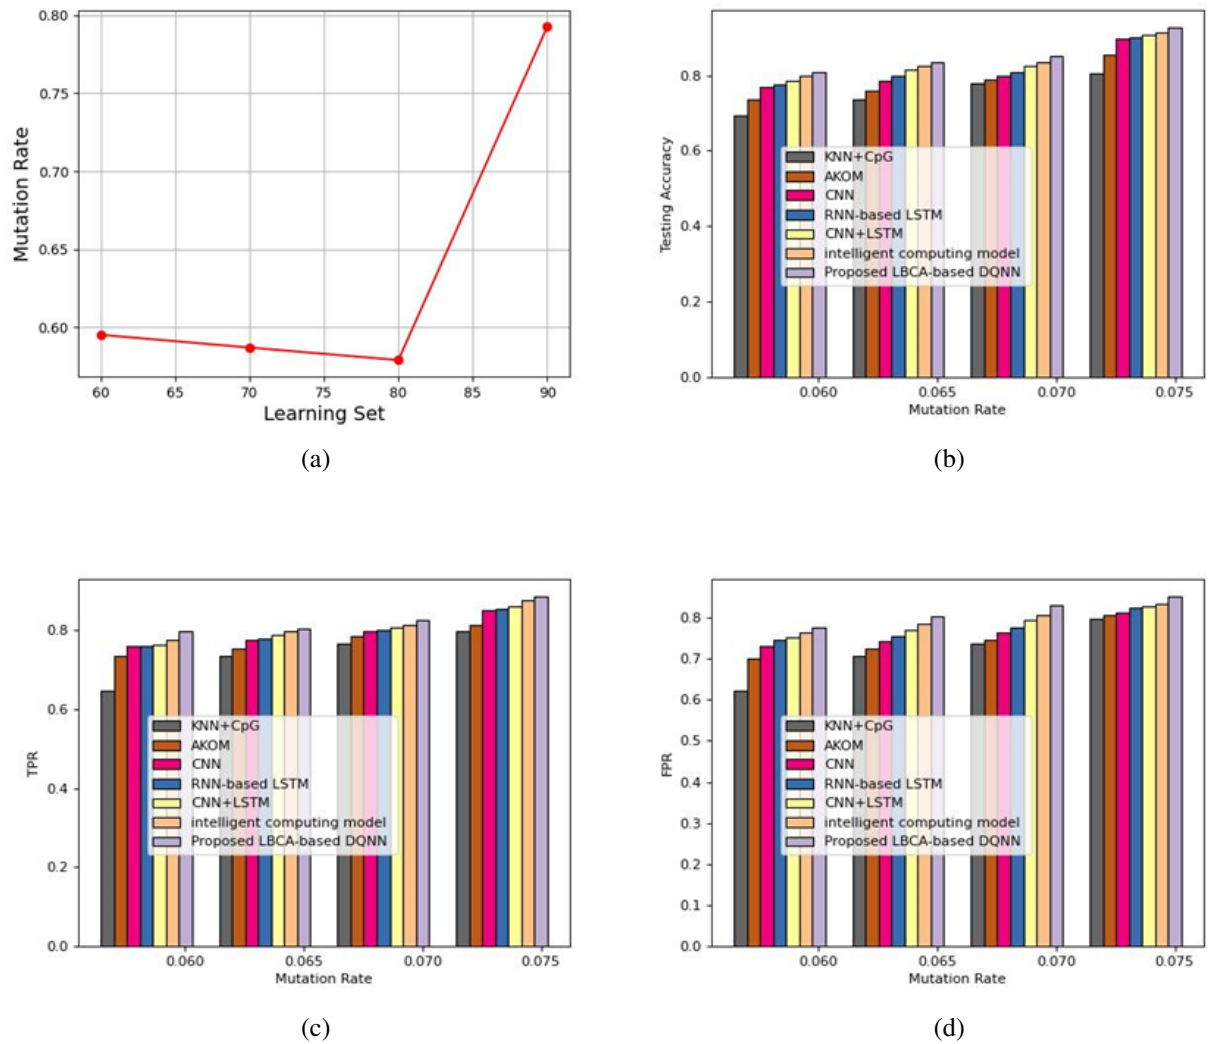 0.80
0.75
0.70
0.65
0.60
Mutation Rate
60 65 70 75 80 85 90
Learning Set
(a)
0.8
0.6
0.4
0.2
0.0
Testing Accuracy
KNN+CpG
AKOM
CNN
RNN-based LSTM
CNN+LSTM
intelligent computing model
Proposed LBCA-based DQNN
0.060 0.065 0.070 0.075
Mutation Rate
(b)
0.8
0.6
0.4
0.2
0.0
TPR
KNN+CpG
AKOM
CNN
RNN-based LSTM
CNN+LSTM
intelligent computing model
Proposed LBCA-based DQNN
0.060 0.065 0.070 0.075
Mutation Rate
(c)
0.8
0.7
0.6
0.5
0.4
0.3
0.2
0.1
0.0
FPR
KNN+CpG
AKOM
CNN
RNN-based LSTM
CNN+LSTM
intelligent computing model
Proposed LBCA-based DQNN
0.060 0.065 0.070 0.075
Mutation Rate
(d)